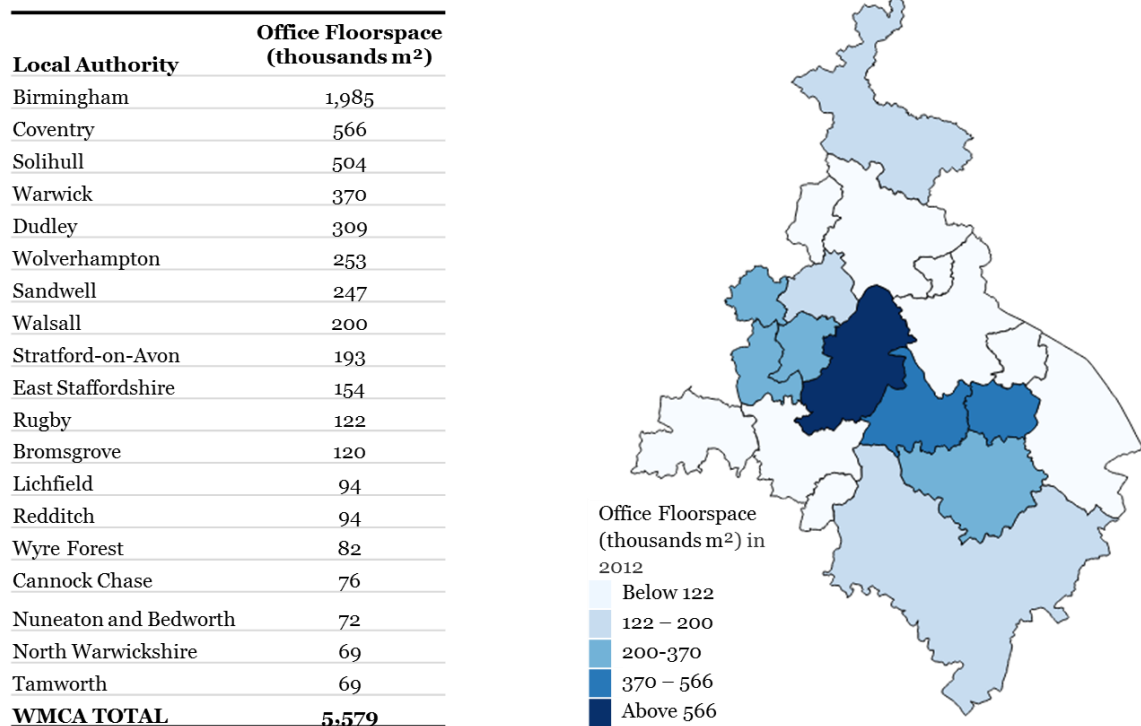 Local Authority Office Floorspace (thousands m²)
Birmingham 1,985
Coventry 566
Solihull 504
Warwick 370
Dudley 309
Wolverhampton 253
Sandwell 247
Walsall 200
Stratford-on-Avon 193
East Staffordshire 154
Rugby 122
Bromsgrove 120
Lichfield 94
Redditch 94
Wyre Forest 82
Cannock Chase 76
Nuneaton and Bedworth 72
North Warwickshire 69
Tamworth 69
WMCA TOTAL 5,579
Office Floorspace
(thousands m²) in
2012
Below 122
122 – 200
200-370
370 – 566
Above 566